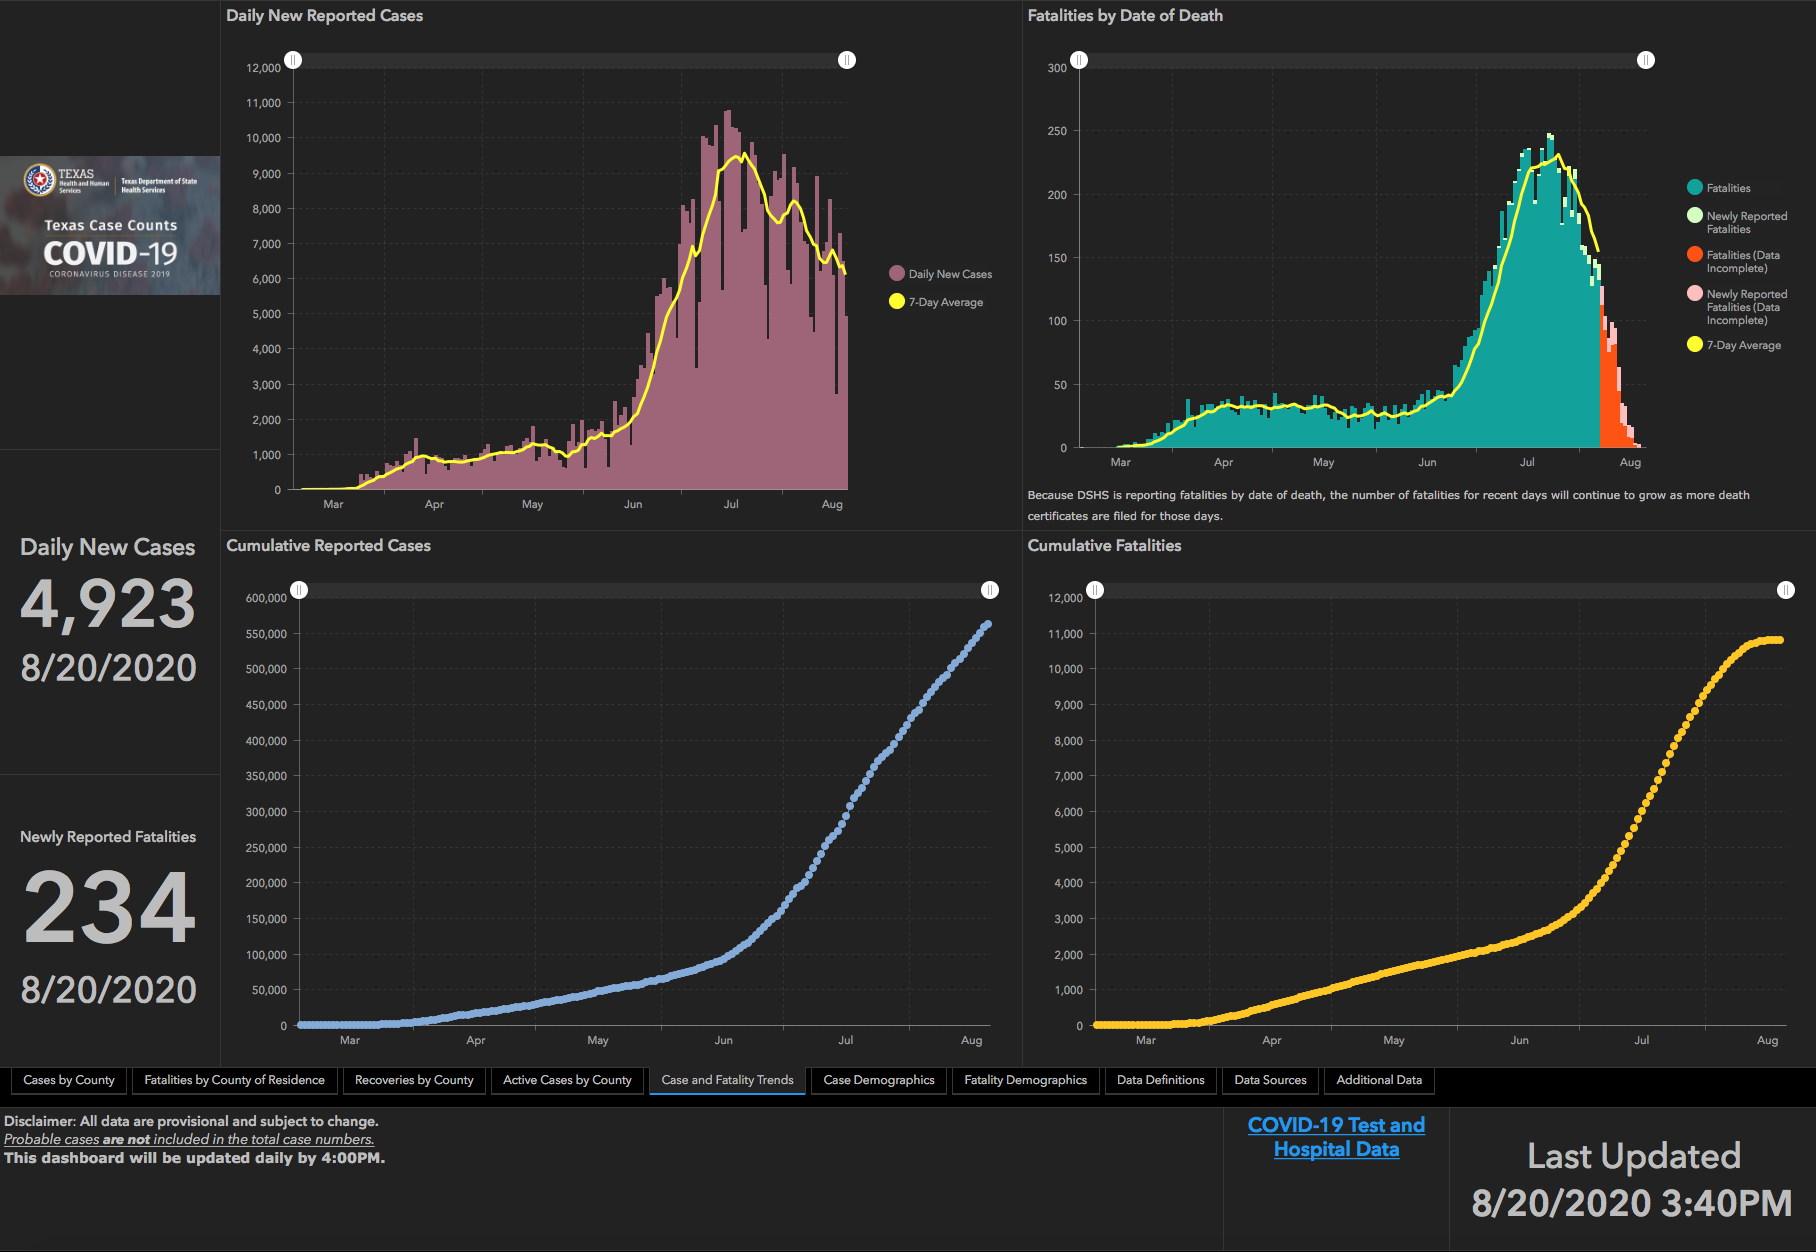 TEXAS
Health and Human
Services
Texas Department of State
Health Services
Texas Case Counts
COVID-19
CORONAVIRUS DISEASE 2019
Daily New Cases
4,923
8/20/2020
Newly Reported Fatalities
234
8/20/2020
Daily New Reported Cases
12,000
11,000
10,000
9,000
8,000
7,000
6,000
5,000
4,000
3,000
2,000
1,000
0
Mar Apr May Jun Jul Aug
Daily New Cases
7-Day Average
Fatalities by Date of Death
300
250
200
150
100
50
0
Mar Apr May Jun Jul Aug
Fatalities
Newly Reported
Fatalities
Fatalities (Data
Incomplete)
Newly Reported
Fatalities (Data
Incomplete)
7-Day Average
Because DSHS is reporting fatalities by date of death, the number of fatalities for recent days will continue to grow as more death
certificates are filed for those days.
Cumulative Reported Cases
600,000
550,000
500,000
450,000
400,000
350,000
300,000
250,000
200,000
150,000
100,000
50,000
0
Mar Apr May Jun Jul Aug
Cumulative Fatalities
12,000
11,000
10,000
9,000
8,000
7,000
6,000
5,000
4,000
3,000
2,000
1,000
0
Mar Apr May Jun Jul Aug
Cases by County Fatalities by County of Residence Recoveries by County Active Cases by County Case and Fatality Trends Case Demographics Fatality Demographics Data Definitions Data Sources Additional Data
Disclaimer: All data are provisional and subject to change.
Probable cases are not included in the total case numbers.
This dashboard will be updated daily by 4:00PM.
COVID-19 Test and
Hospital Data
Last Updated
8/20/2020 3:40PM